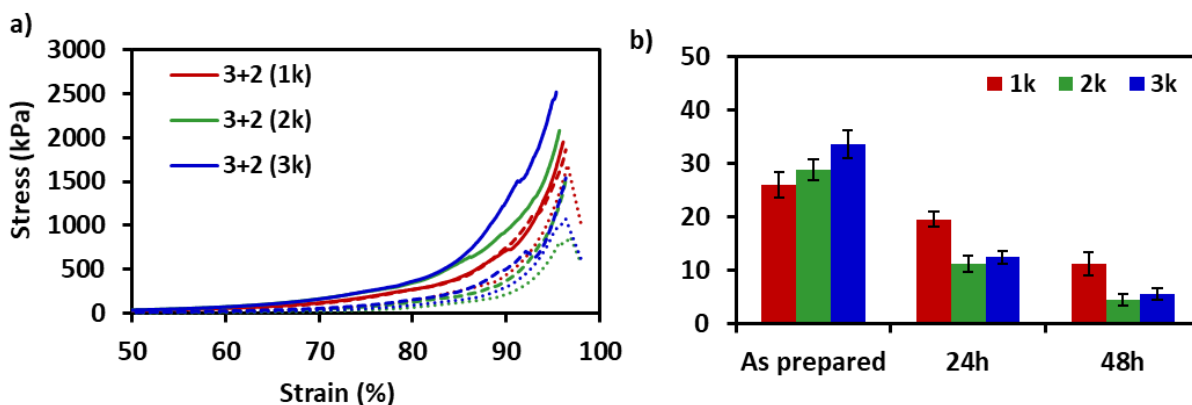 a)
3000
2500
2000
1500
1000
500
0
Stress (kPa)
3+2 (1k)
3+2 (2k)
3+2 (3k)
50 60 70 80 90 100
Strain (%)
b)
50
40
30
20
10
0
1k 2k 3k
As prepared 24h 48h